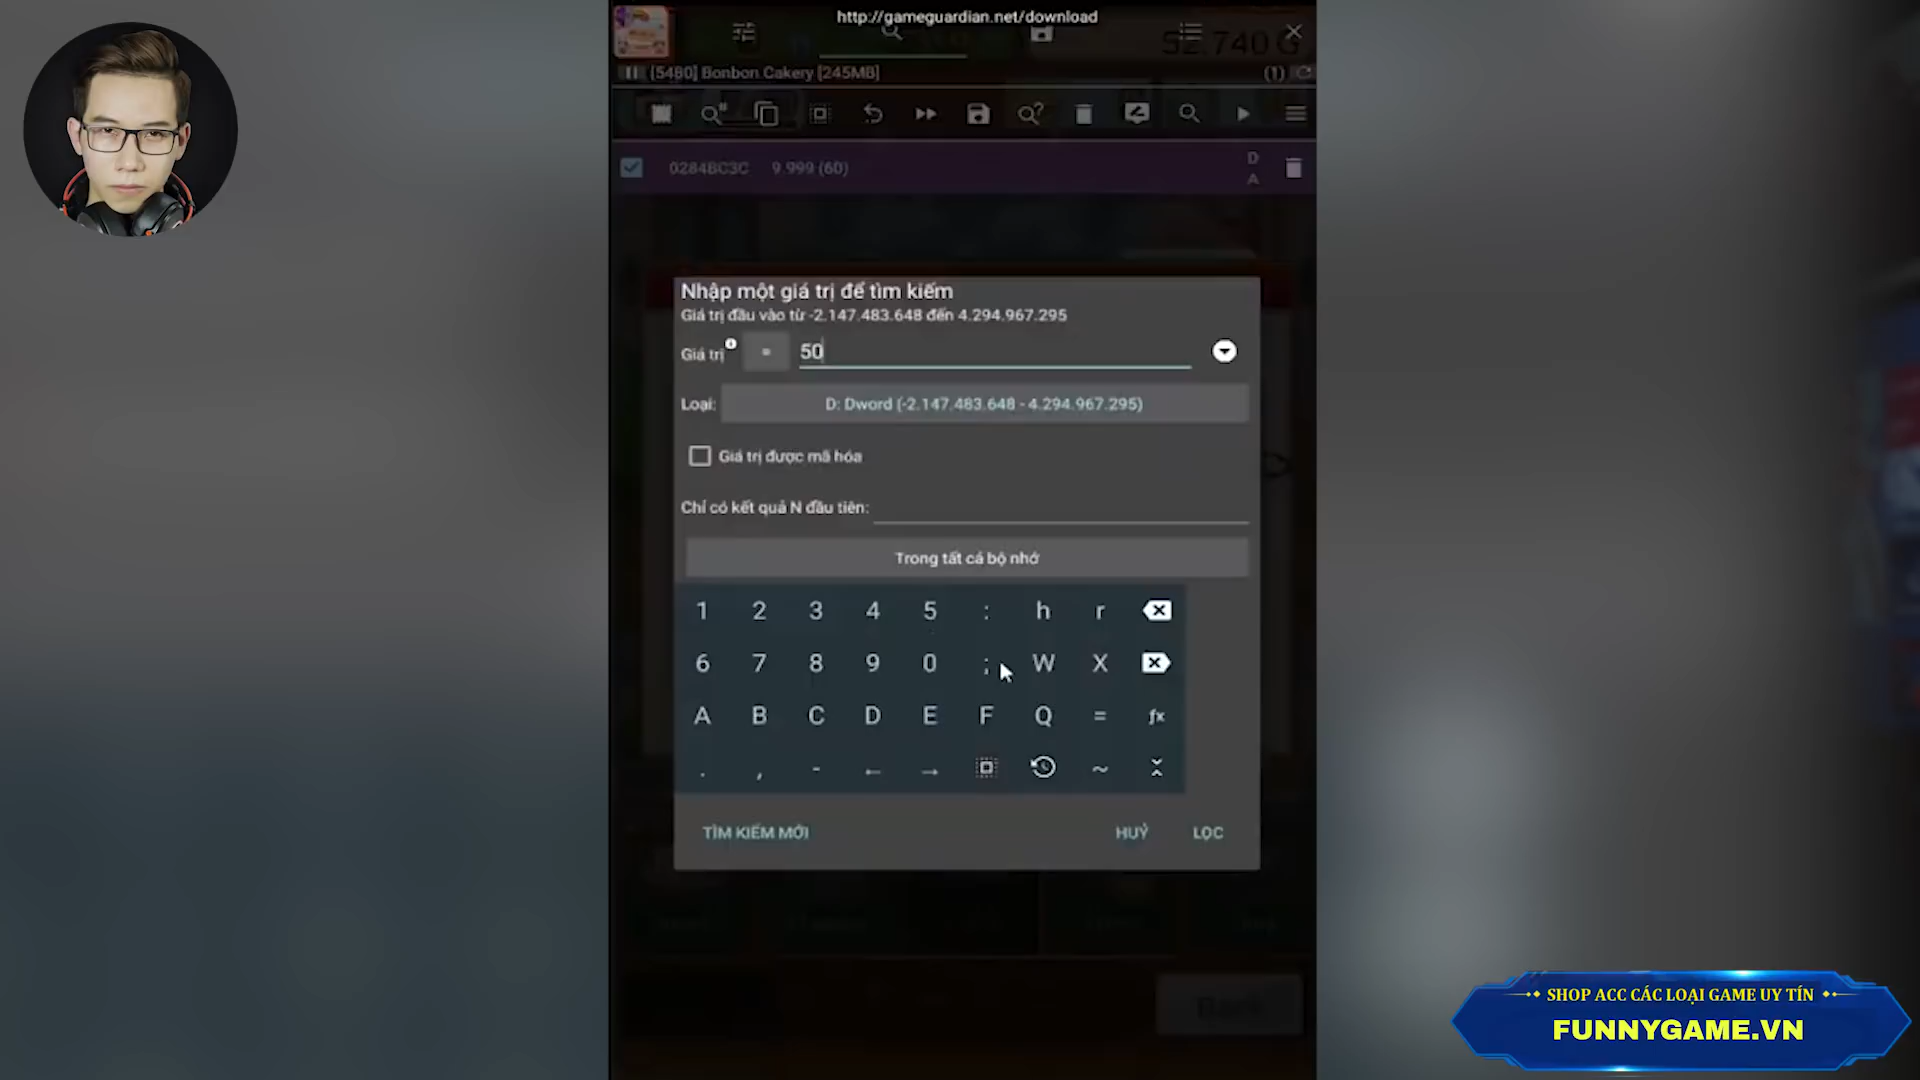 http://gameguardian.net/download
52.740 G
[5480] Bonbon Cakery [245MB]
(1)
0284BC3C 9.999 (60)
D
A
Nhập một giá trị để tìm kiếm
Giá trị đầu vào từ -2.147.483.648 đến 4.294.967.295
Giá trị = 50
Loại: D: Dword (-2.147.483.648 - 4.294.967.295)
Giá trị được mã hóa
Chỉ có kết quả N đầu tiên:
Trong tất cả bộ nhớ
1 2 3 4 5 : h r
6 7 8 9 0 ; W X
A B C D E F Q = fx
. , - ← → ~
TÌM KIẾM MỚI HUỶ LỌC
Back
SHOP ACC CÁC LOẠI GAME UY TÍN
FUNNYGAME.VN